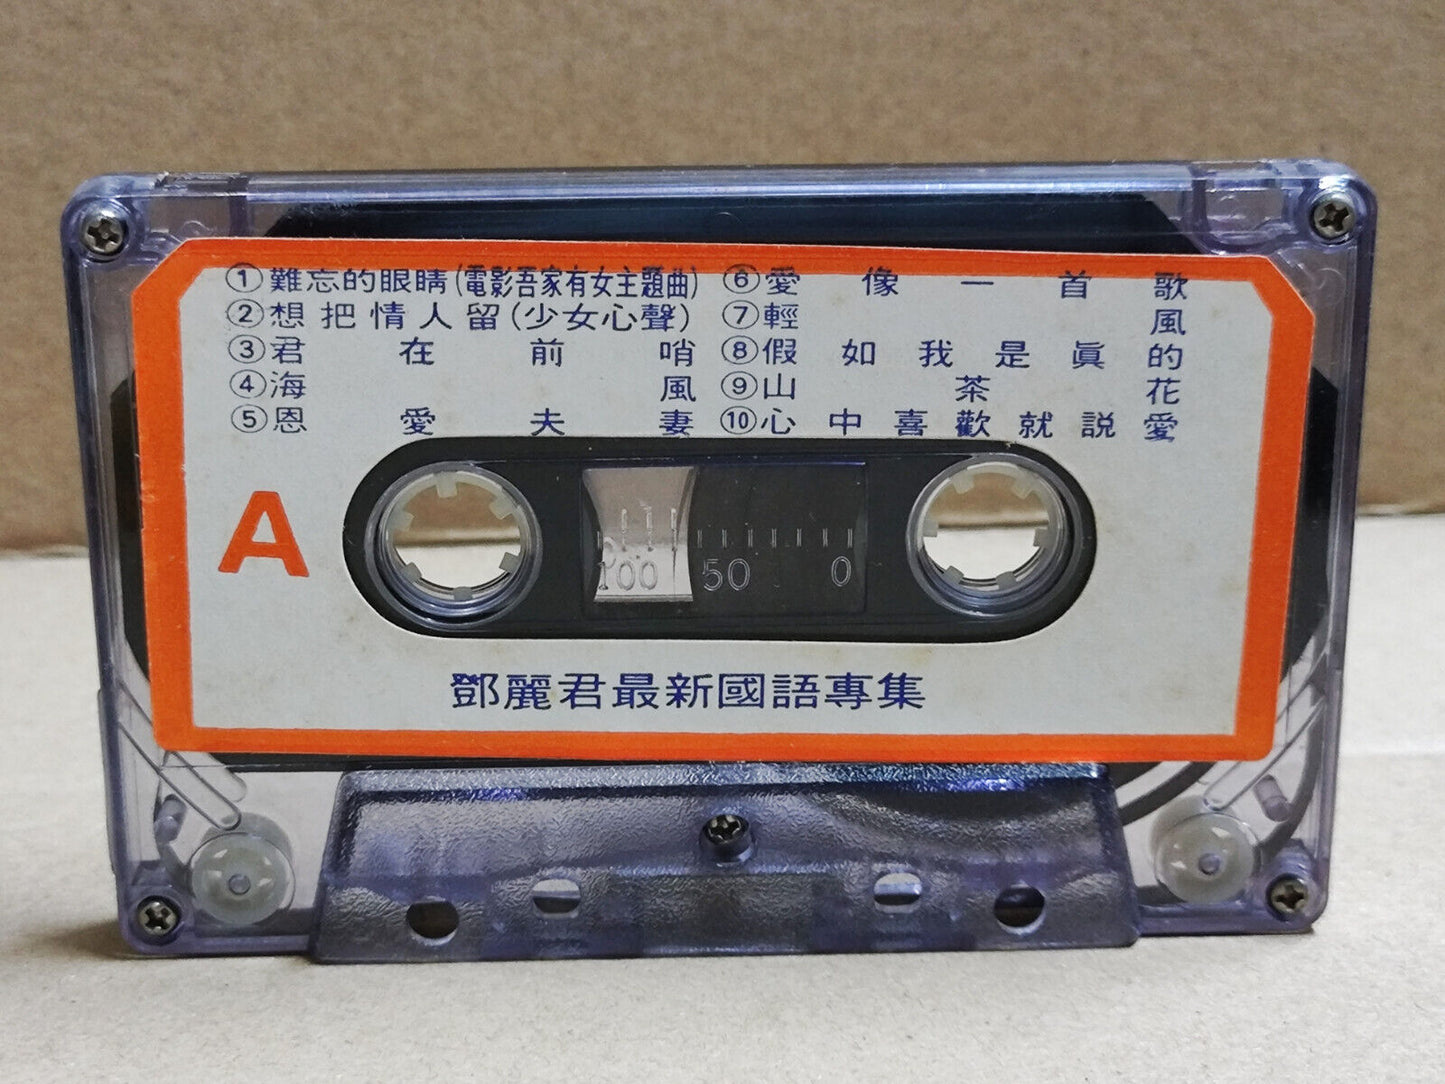 ①難忘的眼睛(電影吾家有女主題曲)
②想把情人留(少女心聲)
③君在前哨
④海風
⑤恩愛夫妻
⑥愛像一首歌
⑦輕風
⑧假如我是眞的
⑨山茶花
⑩心中喜歡就説愛
A
100 50 0
鄧麗君最新國語專集